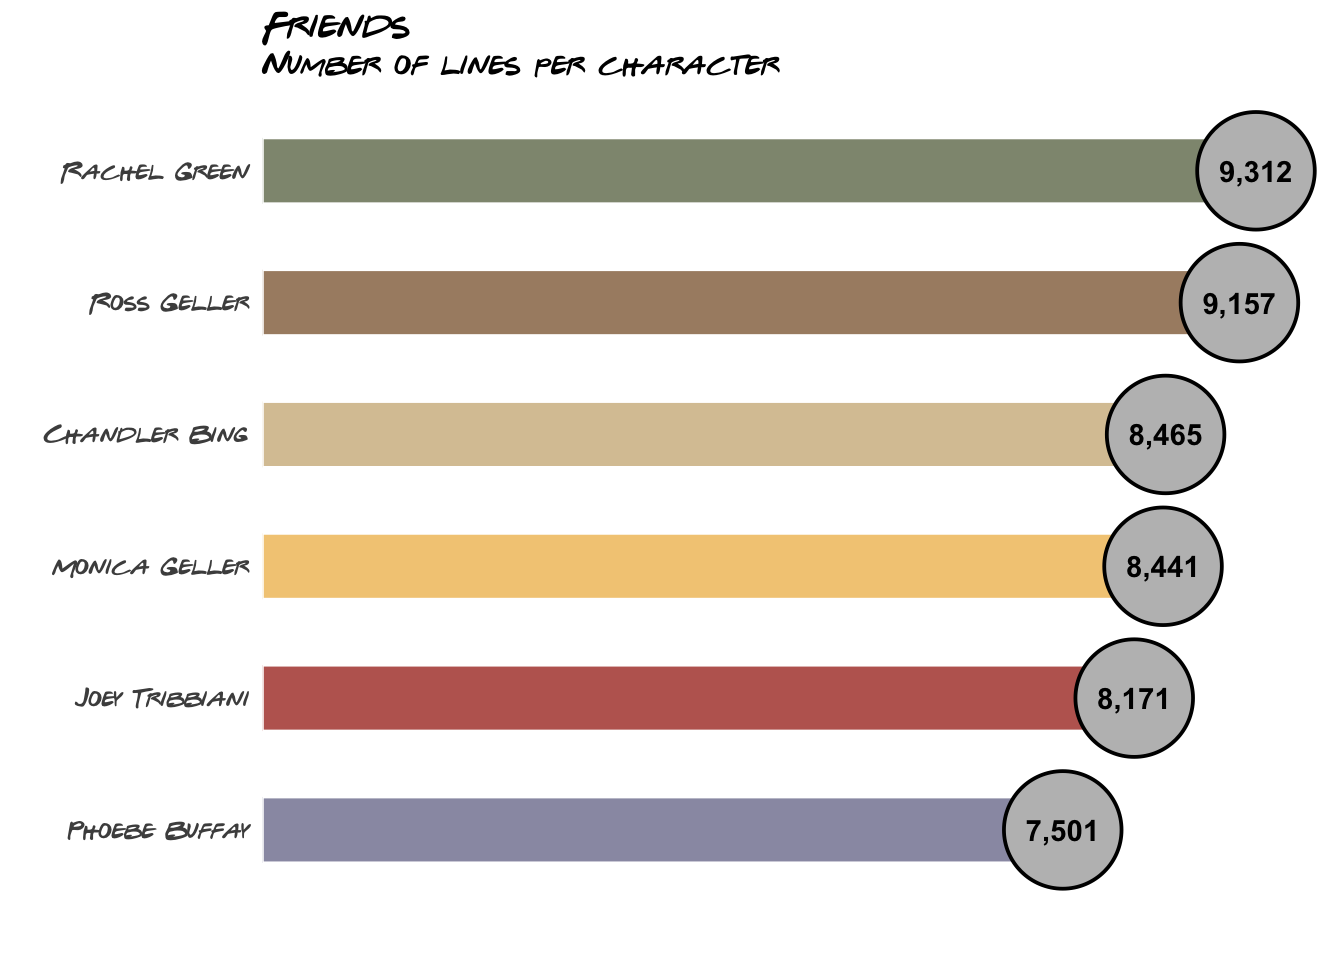 Friends
Number of lines per character
Rachel Green 9,312
Ross Geller 9,157
Chandler Bing 8,465
Monica Geller 8,441
Joey Tribbiani 8,171
Phoebe Buffay 7,501